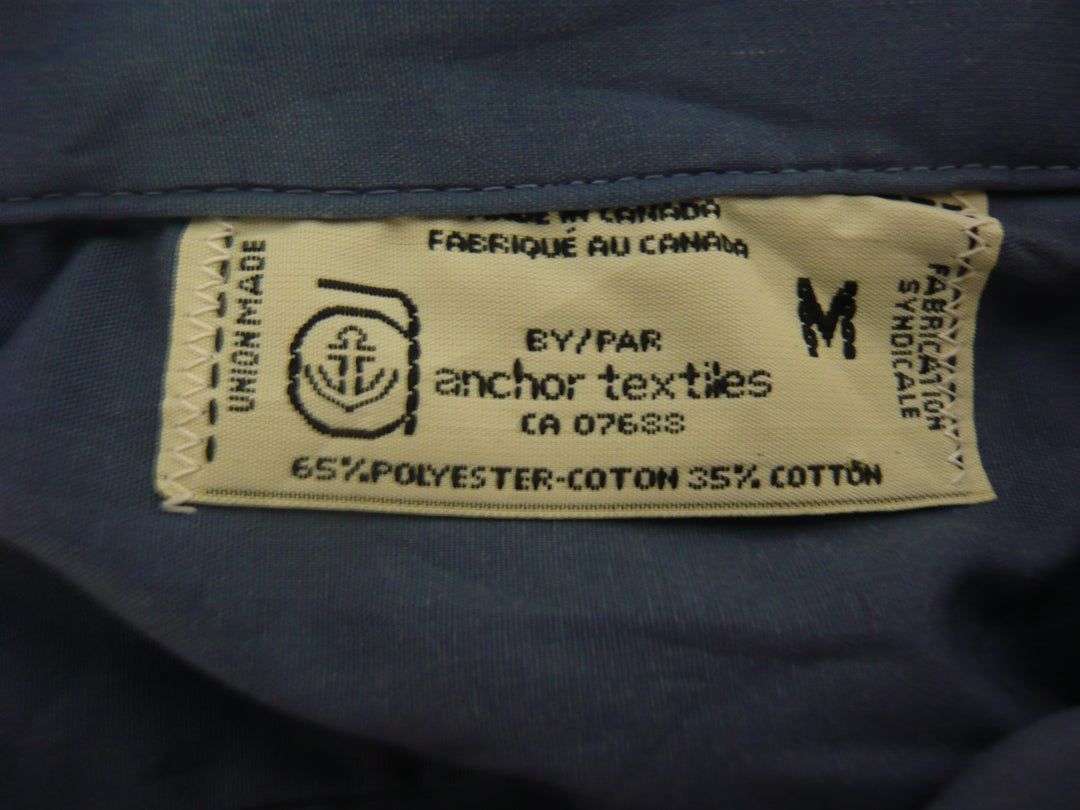 MADE IN CANADA
FABRIQUÉ AU CANADA
UNION MADE
BY/PAR
anchor textiles
CA 07688
M
FABRICATION
SYNDICALE
65% POLYESTER-COTON 35% COTTON